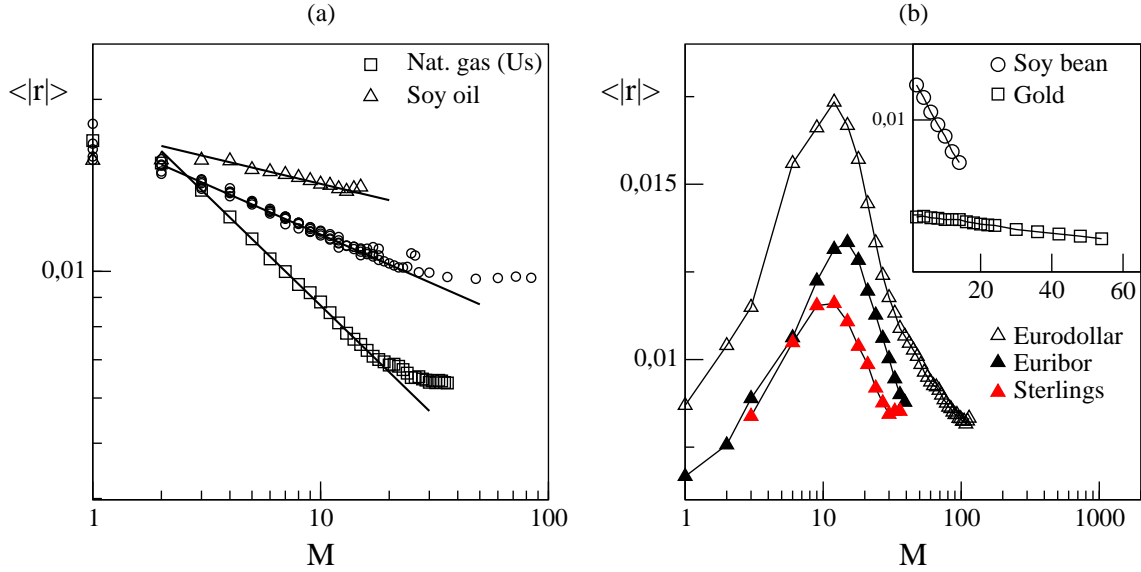 (a)
(b)
<|r|>
Nat. gas (Us)
Soy oil
0,01
1
10
100
M
<|r|>
Soy bean
Gold
0,01
20
40
60
0,015
0,01
Eurodollar
Euribor
Sterlings
1
10
100
1000
M